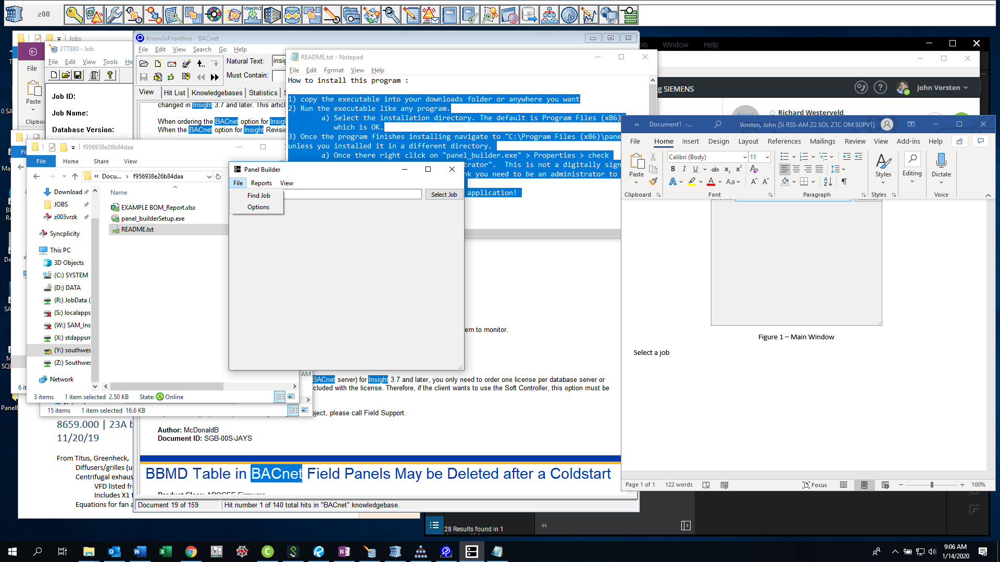 z00
Jobs
277880 - Job
File Edit View Tools He
File
Paste
Clipboa
Job ID:
Job Name:
Database Version:
KnowlixFrontline - BACnet
File Edit View Search Go Help
Natural Text: insig
Must Contain:
View Hit List Knowledgebases Statistics
changed in Insight 3.7 and later. This articl
When ordering the BACnet option for Insigh
When the BACnet option for Insight Revisio
README.txt - Notepad
File Edit Format View Help
How to install this program :
1) copy the executable into your downloads folder or anywhere you want
2) Run the executable like any program.
a) Select the installation directory. The default is Program Files (x86)
which is OK.
3) Once the program finishes installing navigate to "C:\Program Files (x86)\pane
unless you installed it in a different directory.
a) Once there right click on "panel_builder.exe" > Properties > check
trator". This is not a digitally sign
nk you need to be an administrator to
application!
Window Help
g SIEMENS
John Vorsten
Richard Westerveld
f956938e26b84daa
File Home Share View
« Docu... › f956938e26b84daa
Download
JOBS
z003vrzk
Syncplicity
This PC
3D Objects
(C:) SYSTEM
(D:) DATA
(R:) JobData (
(S:) localapps
(W:) SAM_Ins
(X:) stdappsm
(Y:) southwes
(Z:) Southwes
Network
Name
EXAMPLE BOM_Report.xlsx
panel_builderSetup.exe
README.txt
3 items 1 item selected 2.50 KB State: Online
15 items 1 item selected 16.6 KB
6 it
AM
Panel Builder
File Reports View
Find Job
Options
Select Job
em to monitor.
BACnet server) for Insight 3.7 and later, you only need to order one license per database server or
cluded with the license. Therefore, if the client wants to use the Soft Controller, this option must be
bject, please call Field Support.
Author: McDonaldB
Document ID: SGB-00S-JAYS
BBMD Table in BACnet Field Panels May be Deleted after a Coldstart
Document 19 of 159 Hit number 1 of 140 total hits in "BACnet" knowledgebase.
8659.000 | 23A b
11/20/19
From Titus, Greenheck,
Diffusers/grilles (u
Centrifugal exhaus
VFD listed fr
Includes X1 t
Equations for fan a
Document1 -...
Vorsten, John (SI RSS-AM Z2 SOL ZTC OM SUPV1)
File Home Insert Design Layout References Mailings Review View Add-ins Help
Paste
Calibri (Body) 11
B I U ab x₂ x²
A A Aa A A
Styles
Editing
Dictate
Clipboard Font Paragraph Styles Voice
Figure 1 – Main Window
Select a job
Page 1 of 1 122 words Focus 100%
28 Results found in 1
9:06 AM
1/14/2020